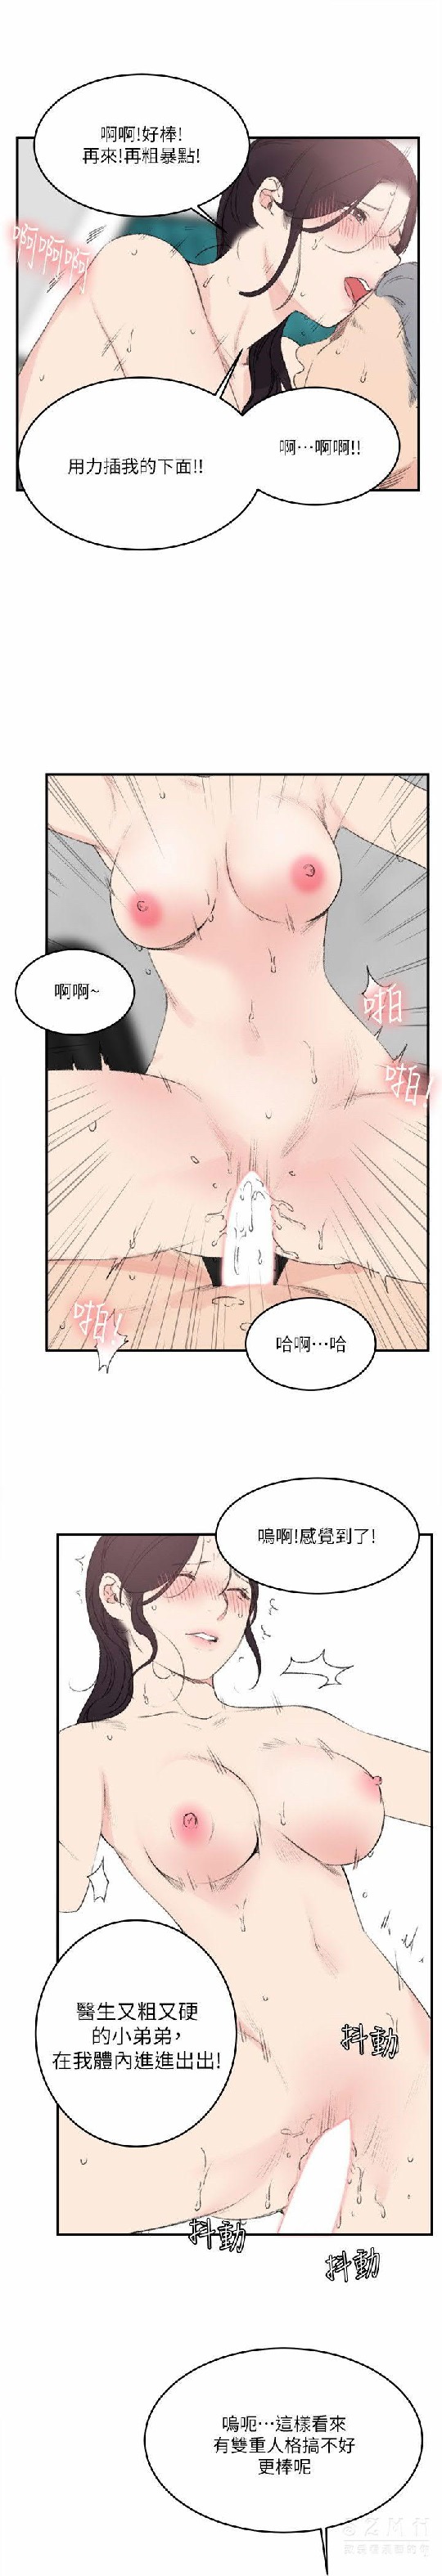 啊啊!好棒!
再來!再粗暴點!
啊啊啊
用力插我的下面!!
啊…啊啊!!
啪
啊啊~
啪!
啪!
哈啊…哈
嗚啊!感覺到了!
醫生又粗又硬
的小弟弟，
在我體內進進出出!
抖動
抖動
抖動
嗚呃…這樣看來
有雙重人格搞不好
更棒呢
SZMH